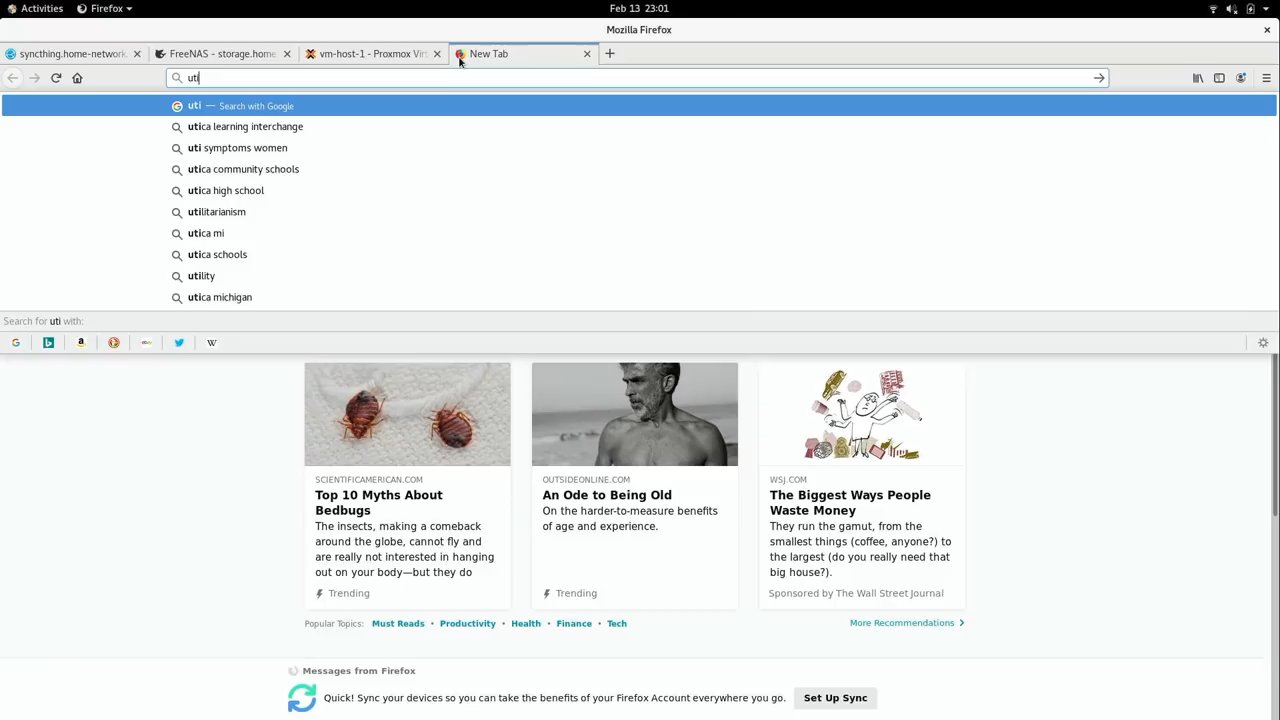 Activities Firefox Feb 13 23:01
Mozilla Firefox
syncthing.home-network. FreeNAS - storage.home vm-host-1 - Proxmox Virt New Tab
uti
uti — Search with Google
utica learning interchange
uti symptoms women
utica community schools
utica high school
utilitarianism
utica mi
utica schools
utility
utica michigan
Search for uti with:
SCIENTIFICAMERICAN.COM
Top 10 Myths About
Bedbugs
The insects, making a comeback
around the globe, cannot fly and
are really not interested in hanging
out on your body—but they do
Trending
OUTSIDEONLINE.COM
An Ode to Being Old
On the harder-to-measure benefits
of age and experience.
Trending
WSJ.COM
The Biggest Ways People
Waste Money
They run the gamut, from the
smallest things (coffee, anyone?) to
the largest (do you really need that
big house?).
Sponsored by The Wall Street Journal
Popular Topics: Must Reads • Productivity • Health • Finance • Tech
More Recommendations
Messages from Firefox
Quick! Sync your devices so you can take the benefits of your Firefox Account everywhere you go. Set Up Sync